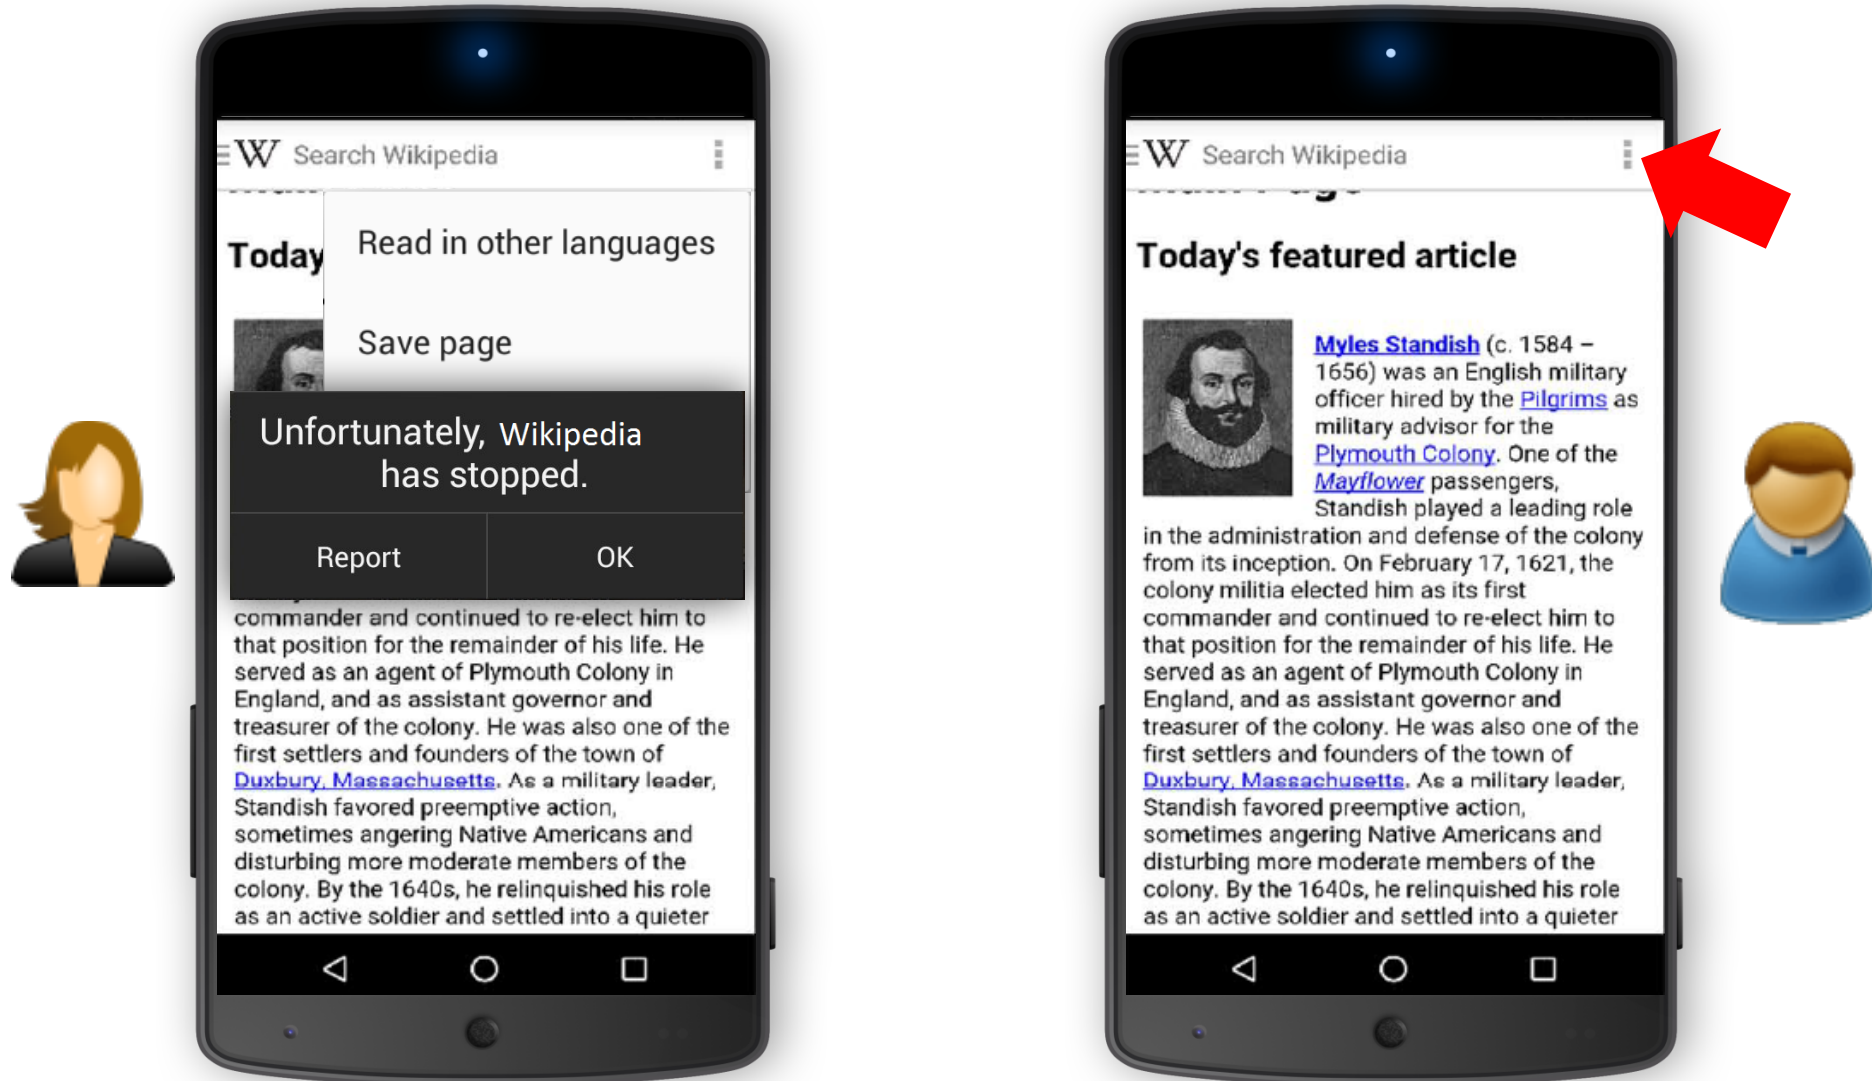 W Search Wikipedia
Today
Read in other languages
Save page
Unfortunately, Wikipedia
has stopped.
Report OK
commander and continued to re-elect him to
that position for the remainder of his life. He
served as an agent of Plymouth Colony in
England, and as assistant governor and
treasurer of the colony. He was also one of the
first settlers and founders of the town of
Duxbury, Massachusetts. As a military leader,
Standish favored preemptive action,
sometimes angering Native Americans and
disturbing more moderate members of the
colony. By the 1640s, he relinquished his role
as an active soldier and settled into a quieter
W Search Wikipedia
Today's featured article
Myles Standish (c. 1584 –
1656) was an English military
officer hired by the Pilgrims as
military advisor for the
Plymouth Colony. One of the
Mayflower passengers,
Standish played a leading role
in the administration and defense of the colony
from its inception. On February 17, 1621, the
colony militia elected him as its first
commander and continued to re-elect him to
that position for the remainder of his life. He
served as an agent of Plymouth Colony in
England, and as assistant governor and
treasurer of the colony. He was also one of the
first settlers and founders of the town of
Duxbury, Massachusetts. As a military leader,
Standish favored preemptive action,
sometimes angering Native Americans and
disturbing more moderate members of the
colony. By the 1640s, he relinquished his role
as an active soldier and settled into a quieter